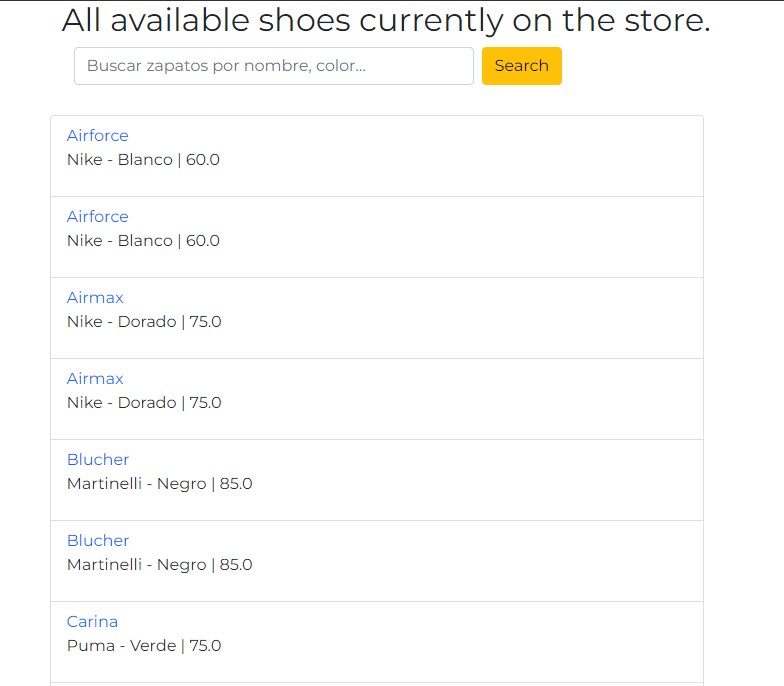 All available shoes currently on the store.
Buscar zapatos por nombre, color...
Search
Airforce
Nike - Blanco | 60.0
Airforce
Nike - Blanco | 60.0
Airmax
Nike - Dorado | 75.0
Airmax
Nike - Dorado | 75.0
Blucher
Martinelli - Negro | 85.0
Blucher
Martinelli - Negro | 85.0
Carina
Puma - Verde | 75.0